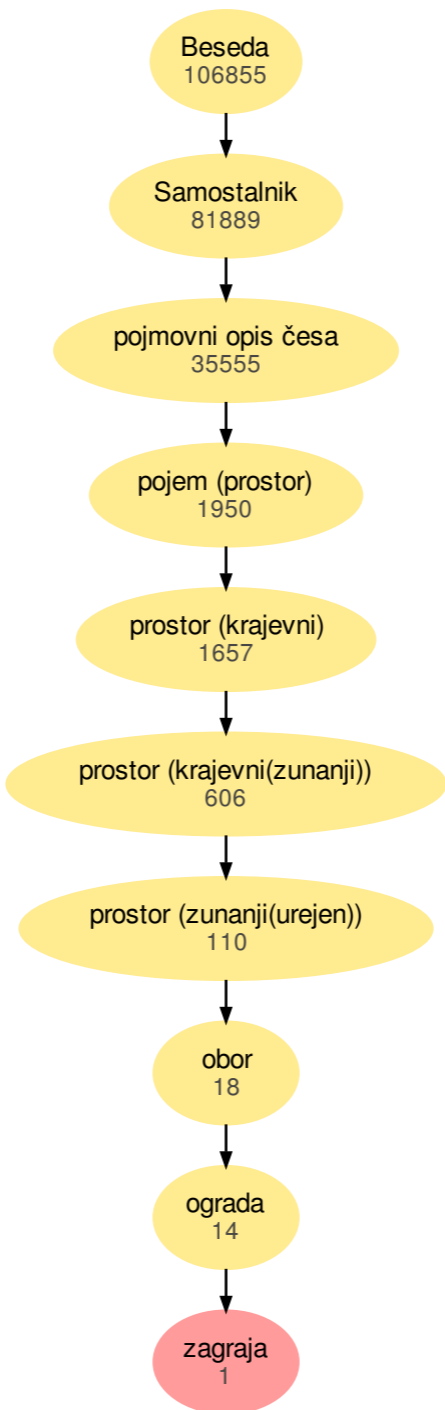 Beseda
106855
Samostalnik
81889
pojmovni opis česa
35555
pojem (prostor)
1950
prostor (krajevni)
1657
prostor (krajevni(zunanji))
606
prostor (zunanji(urejen))
110
obor
18
ograda
14
zagraja
1